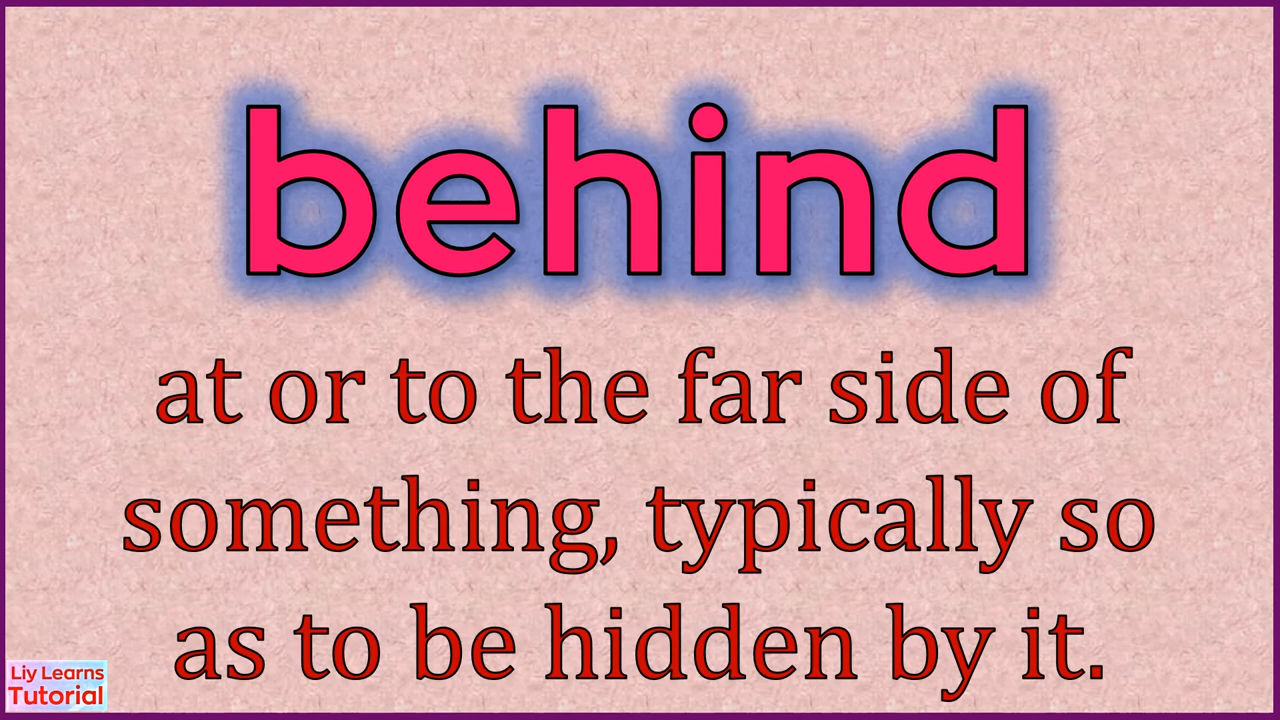 behind
at or to the far side of
something, typically so
as to be hidden by it.
Liy Learns
Tutorial